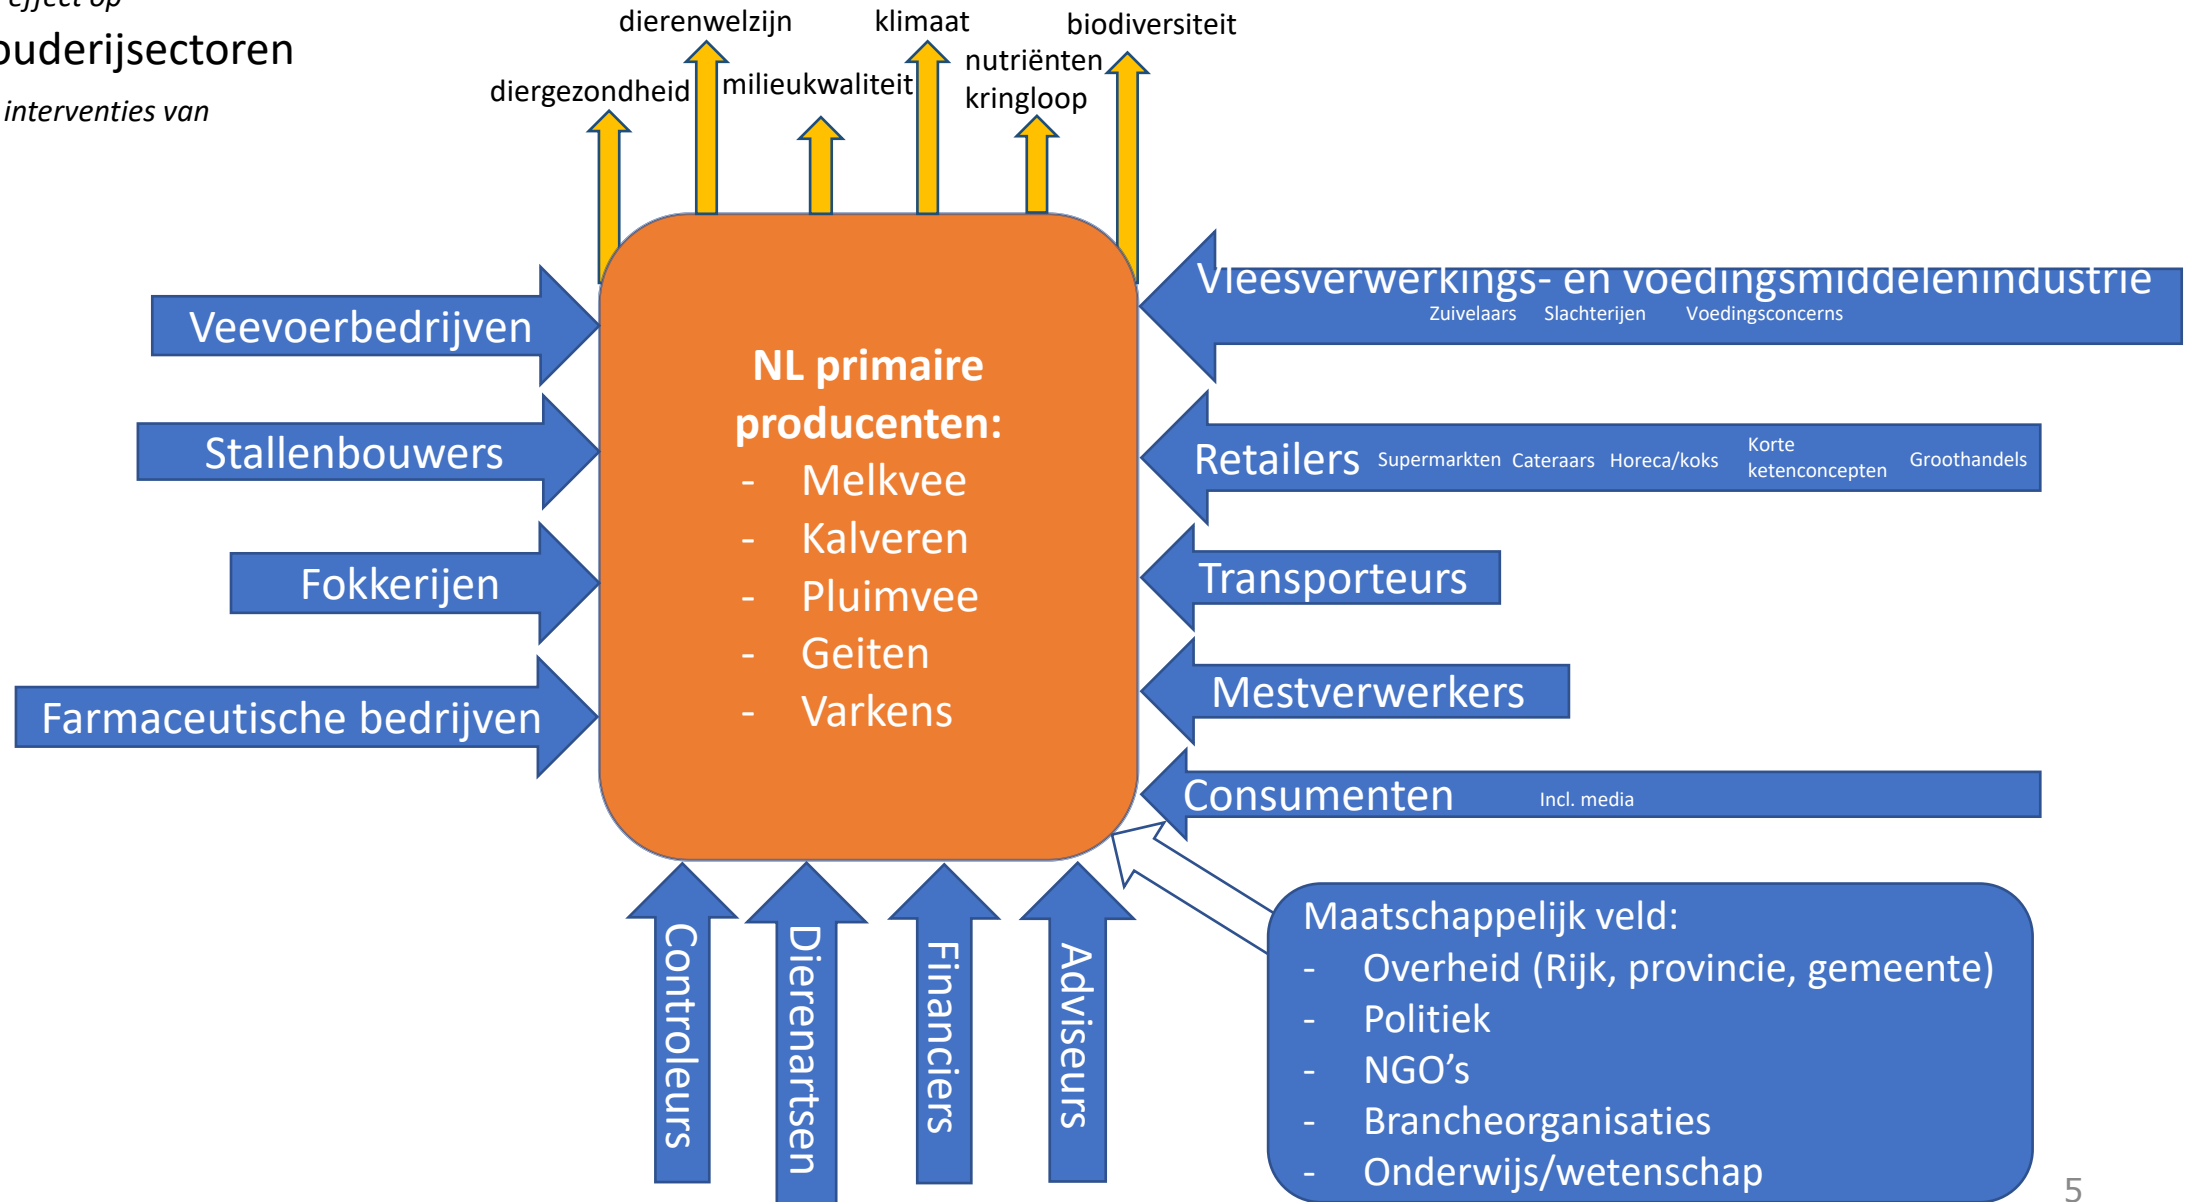 effect op
ouderijsectoren
interventies van
dierenwelzijn
klimaat
biodiversiteit
diergezondheid
milieukwaliteit
nutriënten
kringloop
Veevoerbedrijven
Stallenbouwers
Fokkerijen
Farmaceutische bedrijven
NL primaire
producenten:
- Melkvee
- Kalveren
- Pluimvee
- Geiten
- Varkens
Vleesverwerkings- en voedingsmiddelenindustrie
Zuivelaars Slachterijen Voedingsconcerns
Retailers Supermarkten Cateraars Horeca/koks Korte ketenconcepten Groothandels
Transporteurs
Mestverwerkers
Consumenten Incl. media
Controleurs
Dierenartsen
Financiers
Adviseurs
Maatschappelijk veld:
- Overheid (Rijk, provincie, gemeente)
- Politiek
- NGO’s
- Brancheorganisaties
- Onderwijs/wetenschap
5